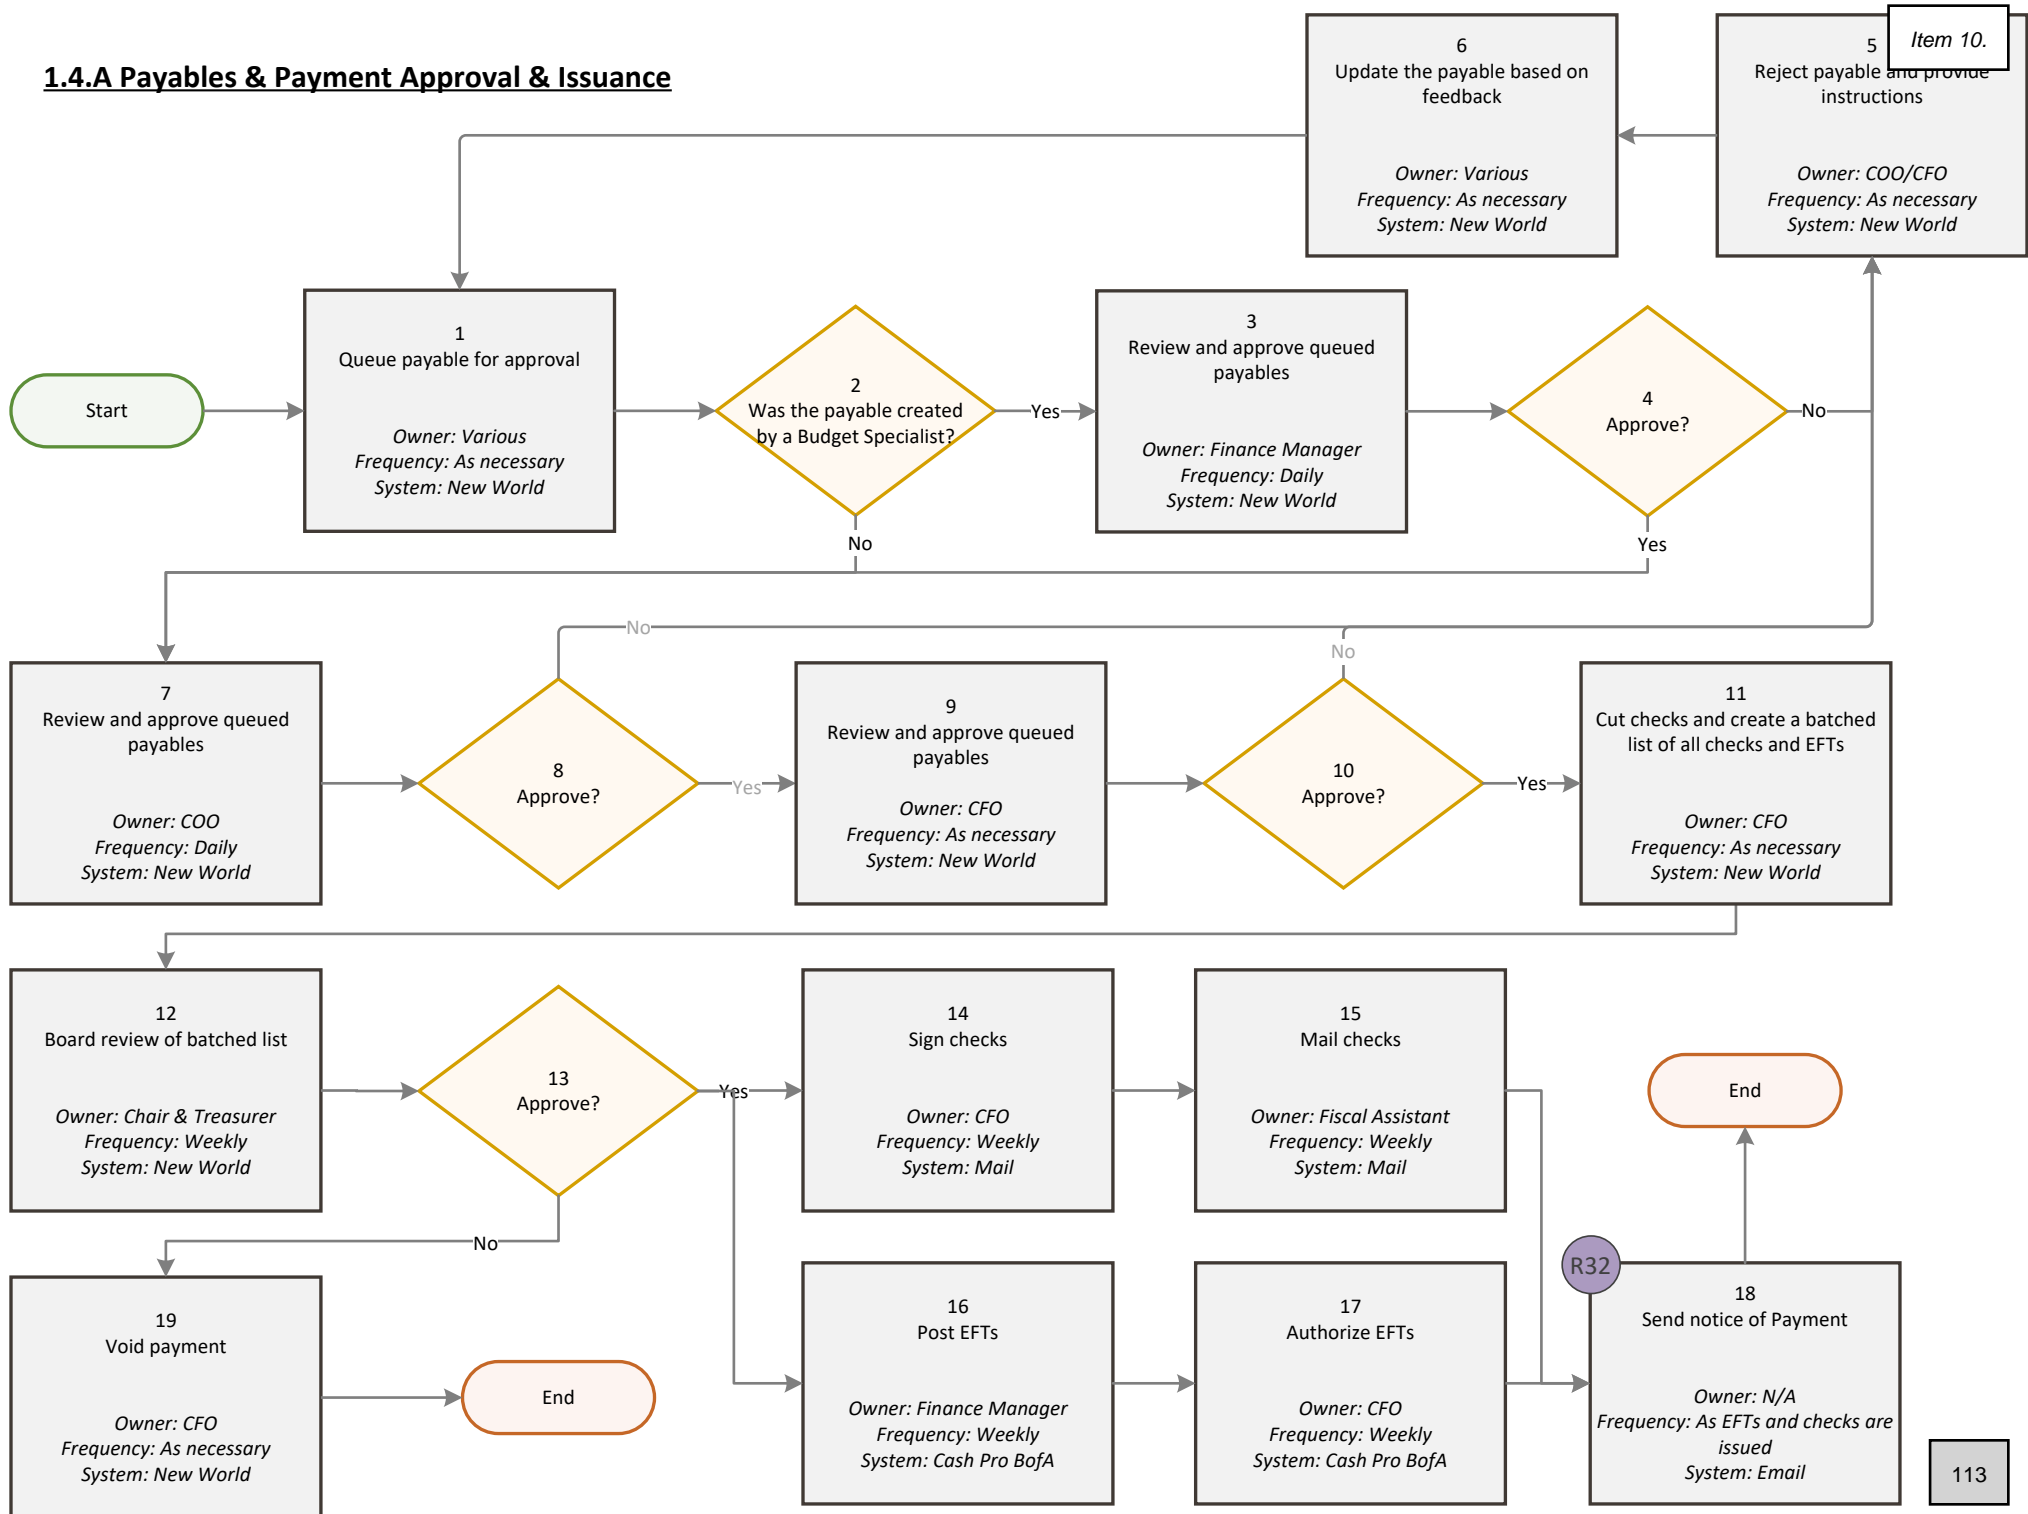 Item 10.
1.4.A Payables & Payment Approval & Issuance
6
Update the payable based on
feedback
Owner: Various
Frequency: As necessary
System: New World
5
Reject payable and provide
instructions
Owner: COO/CFO
Frequency: As necessary
System: New World
Start
1
Queue payable for approval
Owner: Various
Frequency: As necessary
System: New World
2
Was the payable created
by a Budget Specialist?
Yes
No
3
Review and approve queued
payables
Owner: Finance Manager
Frequency: Daily
System: New World
4
Approve?
No
Yes
7
Review and approve queued
payables
Owner: COO
Frequency: Daily
System: New World
8
Approve?
No
Yes
9
Review and approve queued
payables
Owner: CFO
Frequency: As necessary
System: New World
10
Approve?
No
Yes
11
Cut checks and create a batched
list of all checks and EFTs
Owner: CFO
Frequency: As necessary
System: New World
12
Board review of batched list
Owner: Chair & Treasurer
Frequency: Weekly
System: New World
13
Approve?
Yes
No
14
Sign checks
Owner: CFO
Frequency: Weekly
System: Mail
15
Mail checks
Owner: Fiscal Assistant
Frequency: Weekly
System: Mail
End
19
Void payment
Owner: CFO
Frequency: As necessary
System: New World
End
16
Post EFTs
Owner: Finance Manager
Frequency: Weekly
System: Cash Pro BofA
17
Authorize EFTs
Owner: CFO
Frequency: Weekly
System: Cash Pro BofA
R32
18
Send notice of Payment
Owner: N/A
Frequency: As EFTs and checks are
issued
System: Email
113